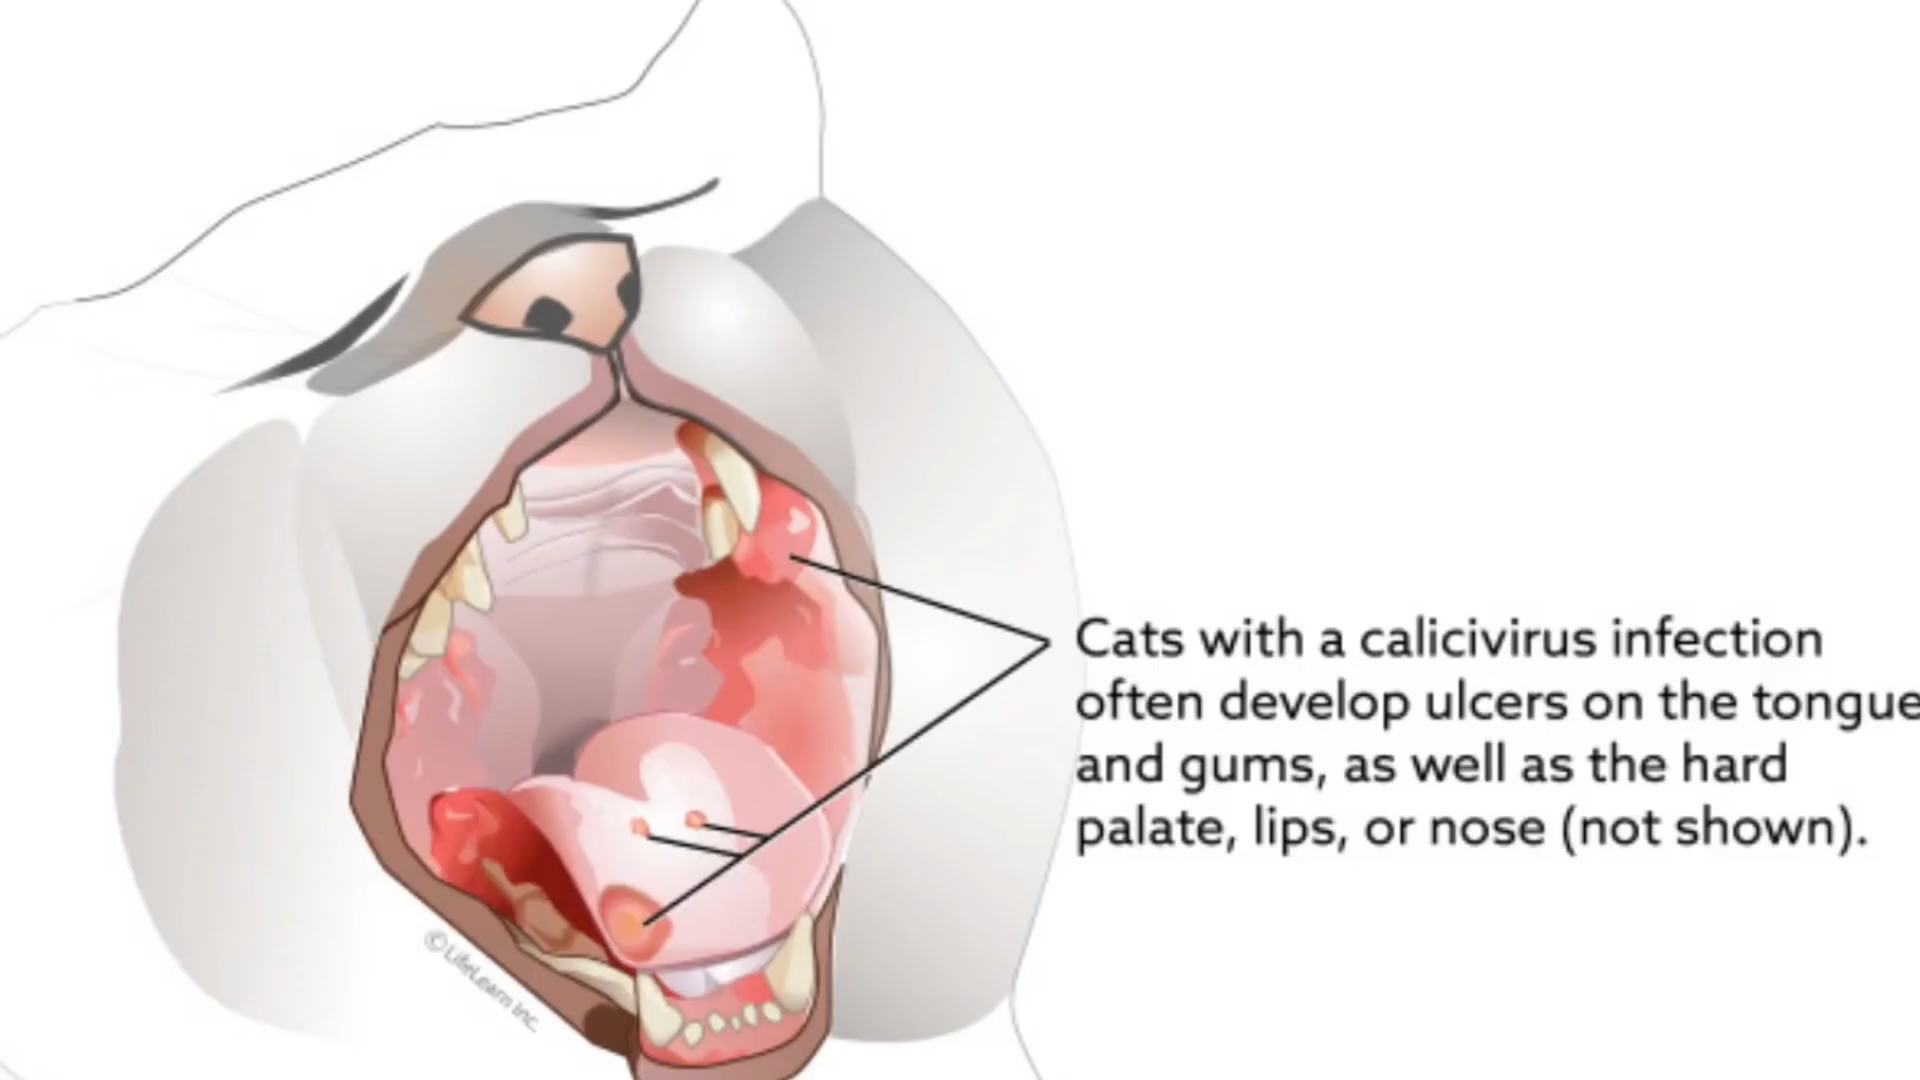 Cats with a calicivirus infection
often develop ulcers on the tongue
and gums, as well as the hard
palate, lips, or nose (not shown).
©LifeLearn Inc.